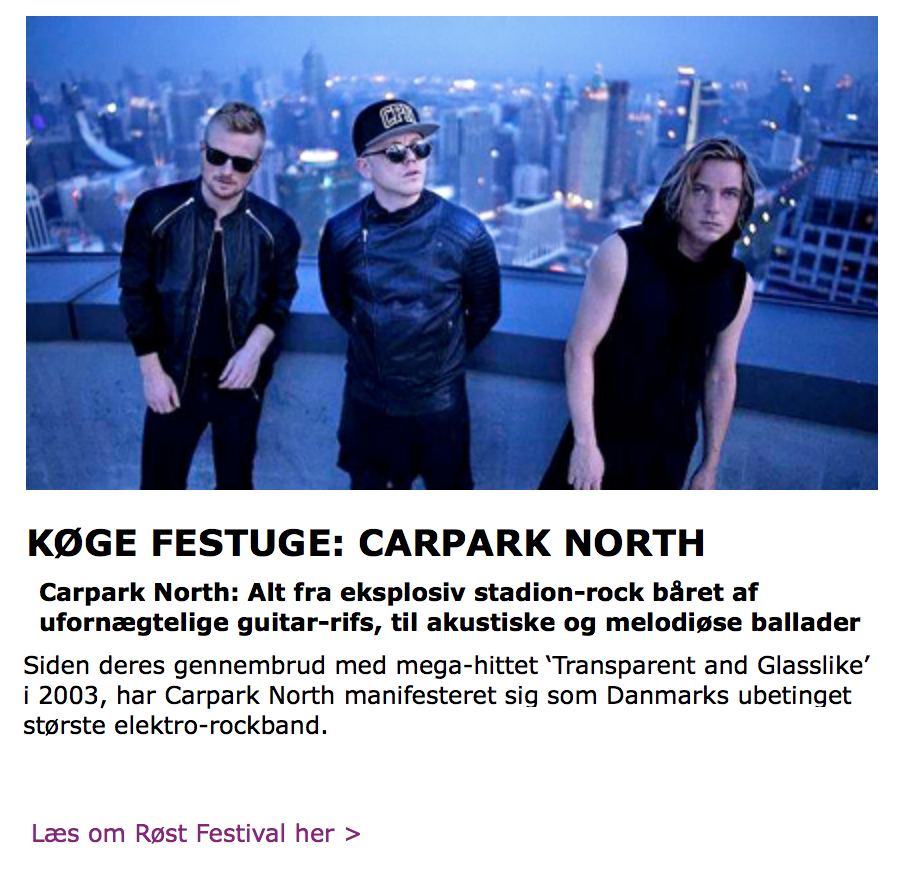 CPN
KØGE FESTUGE: CARPARK NORTH
Carpark North: Alt fra eksplosiv stadion-rock båret af
ufornægtelige guitar-rifs, til akustiske og melodiøse ballader
Siden deres gennembrud med mega-hittet ‘Transparent and Glasslike’
i 2003, har Carpark North manifesteret sig som Danmarks ubetinget
største elektro-rockband.
Læs om Røst Festival her >